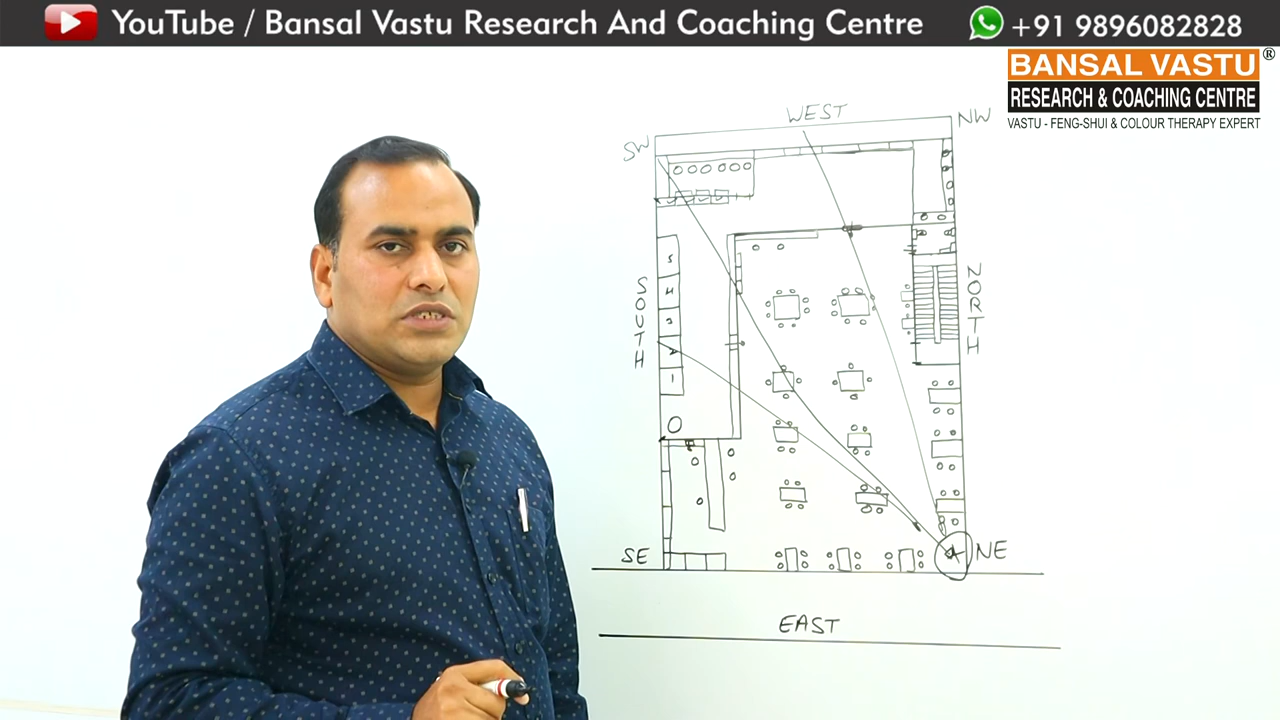 YouTube / Bansal Vastu Research And Coaching Centre
+91 9896082828
BANSAL VASTU®
RESEARCH & COACHING CENTRE
VASTU - FENG-SHUI & COLOUR THERAPY EXPERT
WEST
NW
SW
SOUTH
NORTH
5
4
3
2
1
SE
NE
EAST